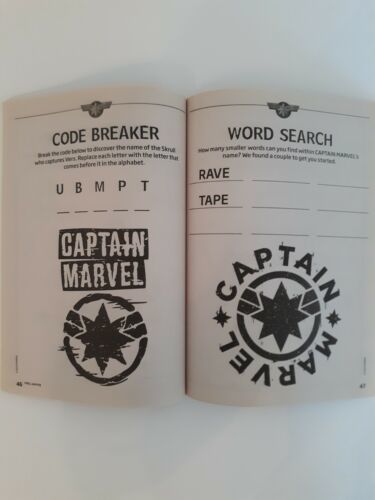 CODE BREAKER
Break the code below to discover the name of the Skrull
who captures Vers. Replace each letter with the letter that
comes before it in the alphabet.
U B M P T
CAPTAIN
MARVEL
46
WORD SEARCH
How many smaller words can you find within CAPTAIN MARVEL'S
name? We found a couple to get you started.
RAVE
TAPE
CAPTAIN
MARVEL
47